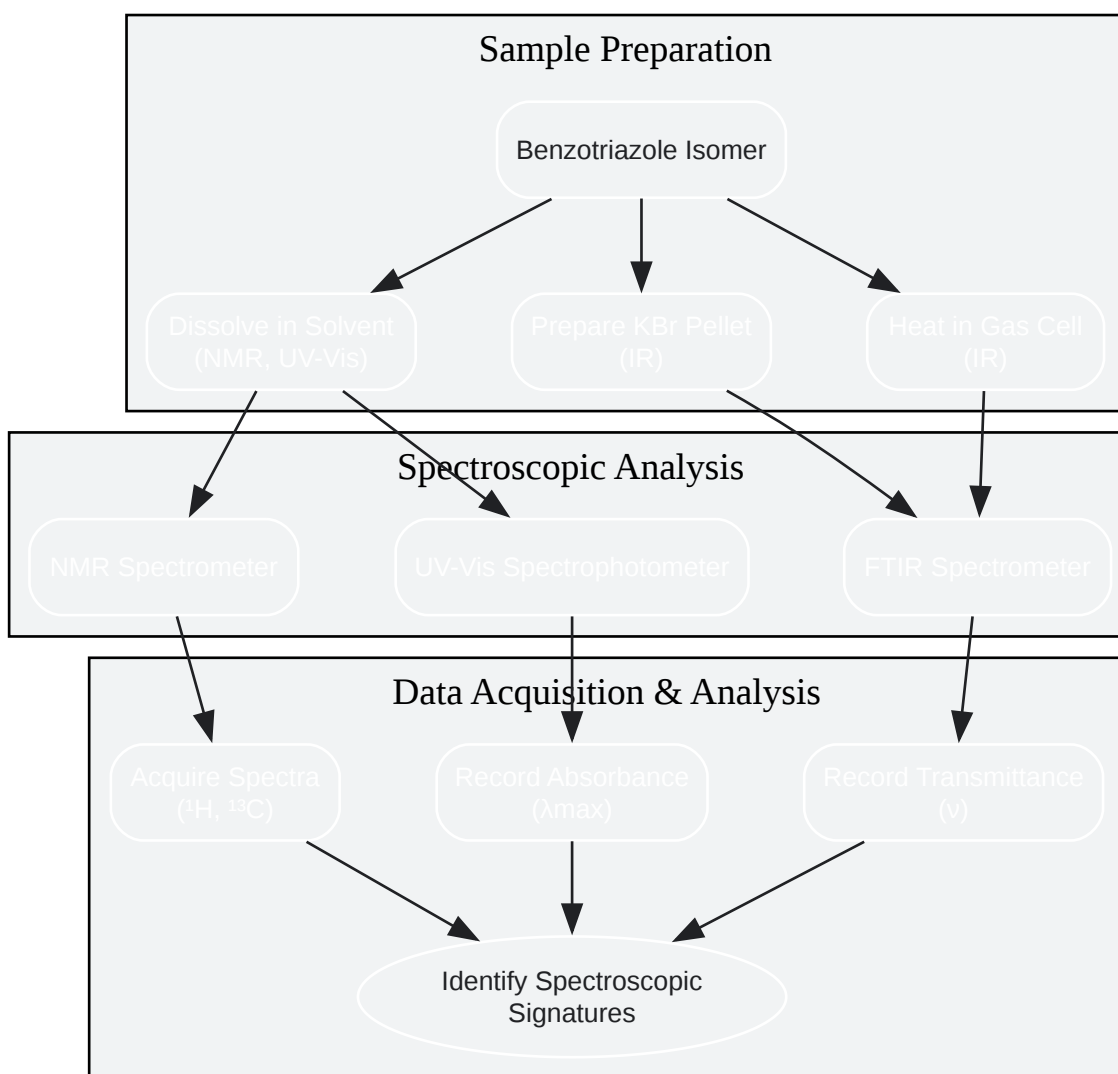 Sample Preparation
Benzotriazole Isomer
Dissolve in Solvent
(NMR, UV-Vis)
Prepare KBr Pellet
(IR)
Heat in Gas Cell
(IR)
Spectroscopic Analysis
NMR Spectrometer
UV-Vis Spectrophotometer
FTIR Spectrometer
Data Acquisition & Analysis
Acquire Spectra
(¹H, ¹³C)
Record Absorbance
(λmax)
Record Transmittance
(ν)
Identify Spectroscopic
Signatures